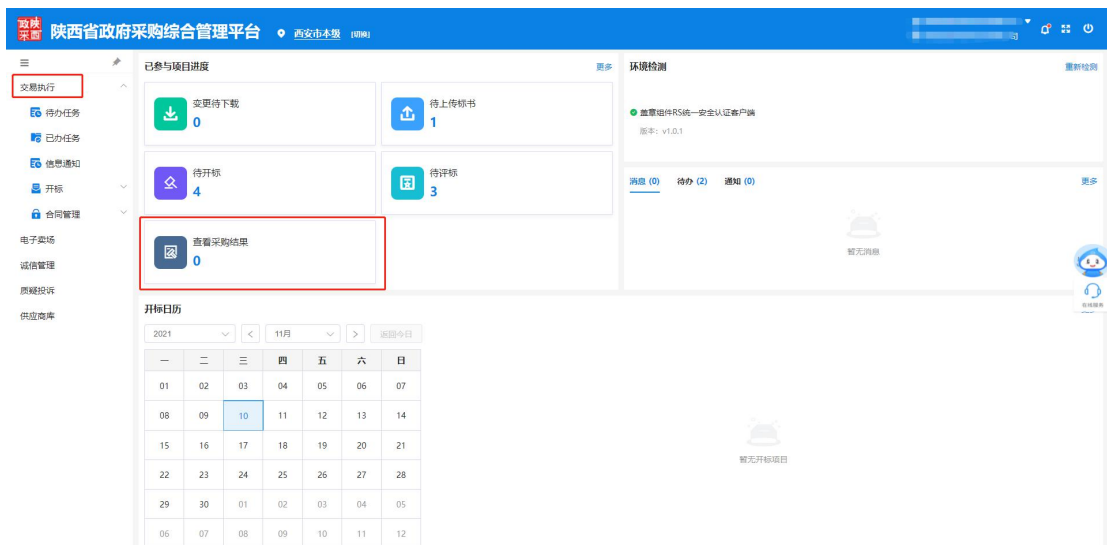 政陕
采西
陕西省政府采购综合管理平台
西安市本级 [切换]
交易执行
待办任务
已办任务
信息通知
开标
合同管理
电子卖场
诚信管理
质疑投诉
供应商库
已参与项目进度 更多
变更待下载
0
待上传标书
1
待开标
4
待评标
3
查看采购结果
0
环境检测 重新检测
盖章组件RS统一安全认证客户端
版本: v1.0.1
消息 (0) 待办 (2) 通知 (0) 更多
暂无消息
在线服务
开标日历
2021 < 11月 > 返回今日
一 二 三 四 五 六 日
01 02 03 04 05 06 07
08 09 10 11 12 13 14
15 16 17 18 19 20 21
22 23 24 25 26 27 28
29 30 01 02 03 04 05
06 07 08 09 10 11 12
暂无开标项目